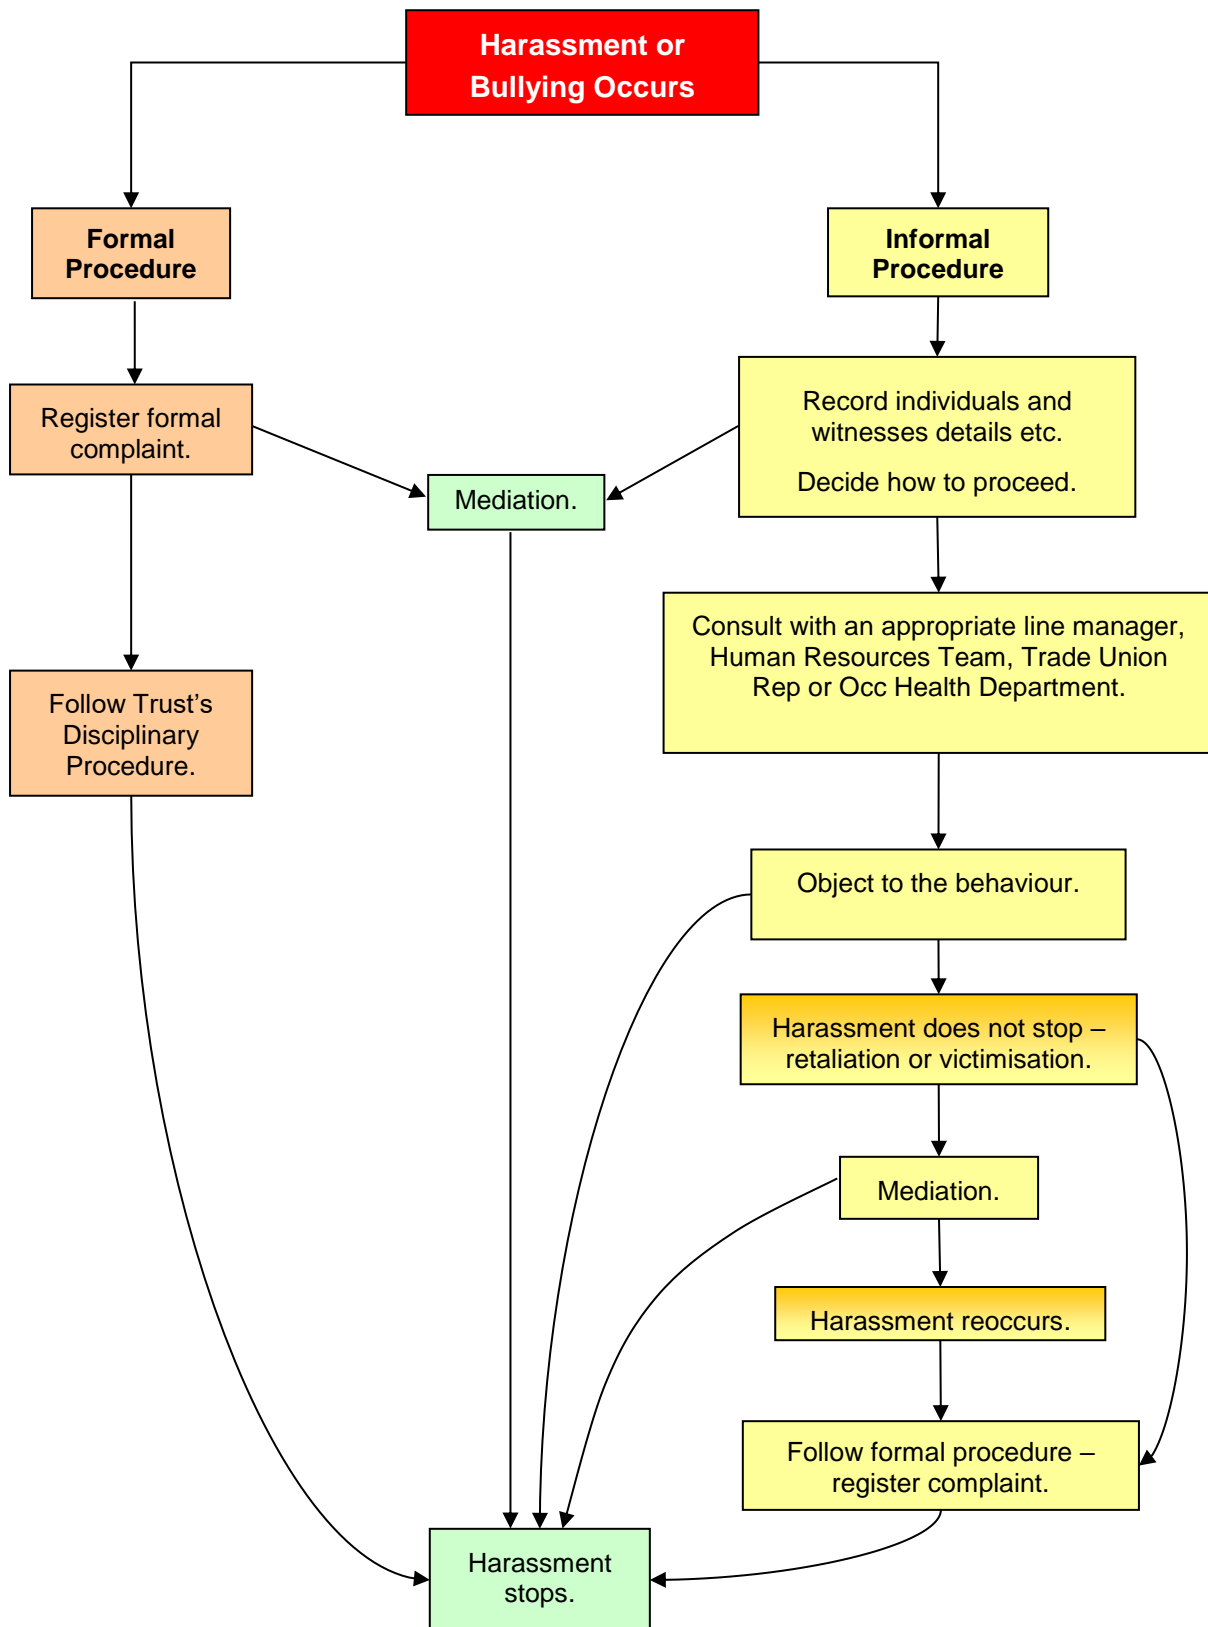 Harassment or
Bullying Occurs
Formal
Procedure
Informal
Procedure
Register formal
complaint.
Record individuals and
witnesses details etc.
Decide how to proceed.
Mediation.
Consult with an appropriate line manager,
Human Resources Team, Trade Union
Rep or Occ Health Department.
Follow Trust’s
Disciplinary
Procedure.
Object to the behaviour.
Harassment does not stop –
retaliation or victimisation.
Mediation.
Harassment reoccurs.
Follow formal procedure –
register complaint.
Harassment
stops.